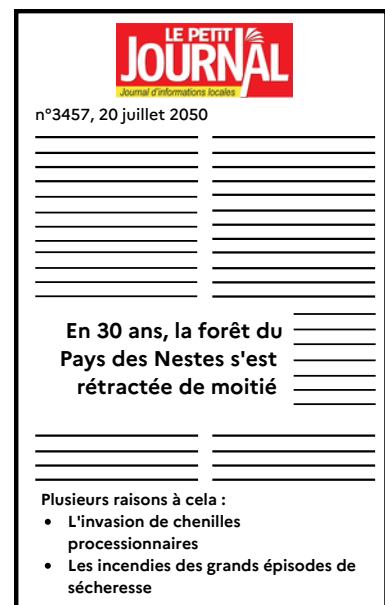 LE PETIT
JOURNAL
Journal d'informations locales
n°3457, 20 juillet 2050
En 30 ans, la forêt du
Pays des Nestes s'est
rétractée de moitié
Plusieurs raisons à cela :
• L'invasion de chenilles
processionnaires
• Les incendies des grands épisodes de
sécheresse